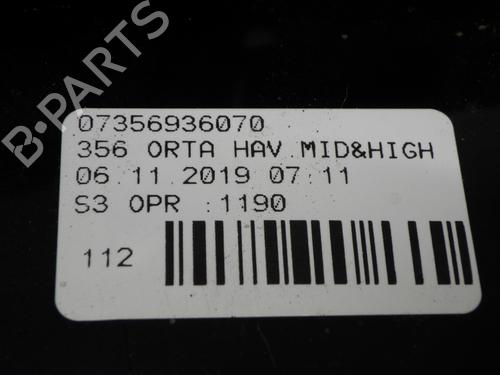 B-PARTS
07356936070
356 ORTA HAV.MID&HIGH
06.11.2019 07:11
S3 OPR :1190
112